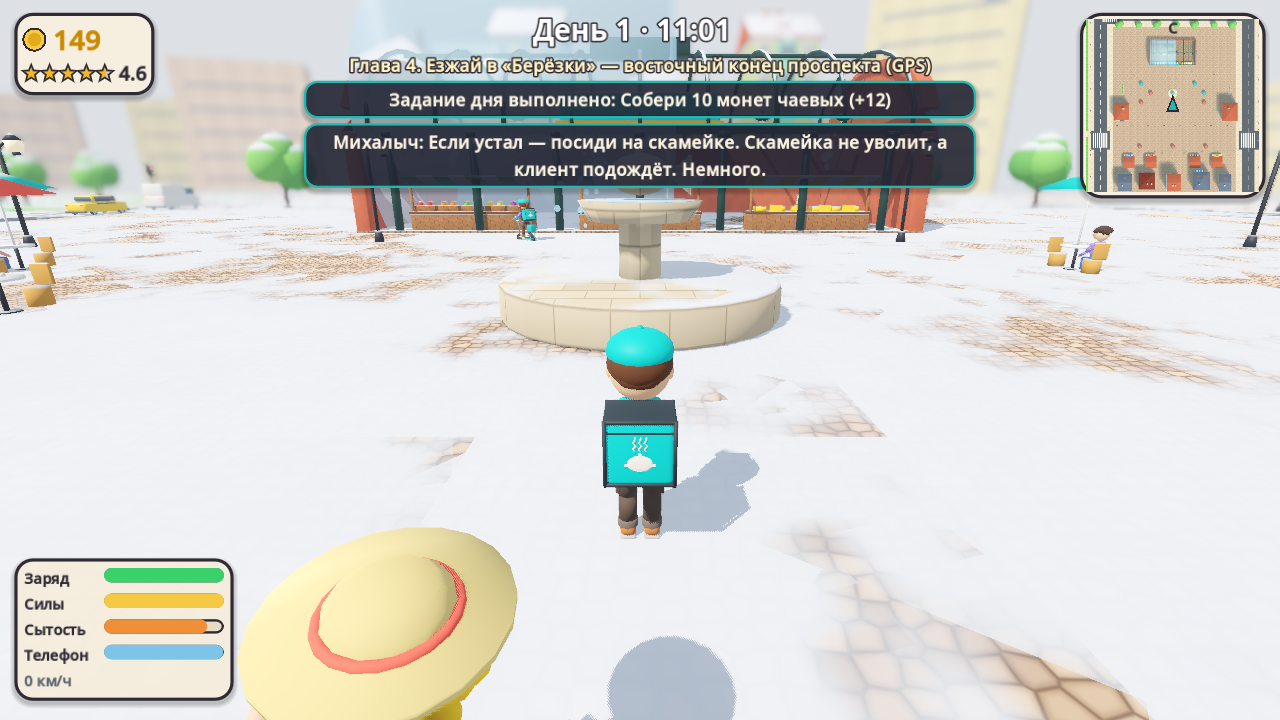 149
4.6
День 1 · 11:01
Глава 4. Езжай в «Берёзки» — восточный конец проспекта (GPS)
Задание дня выполнено: Собери 10 монет чаевых (+12)
Михалыч: Если устал — посиди на скамейке. Скамейка не уволит, а
клиент подождёт. Немного.
С
Заряд
Силы
Сытость
Телефон
0 км/ч